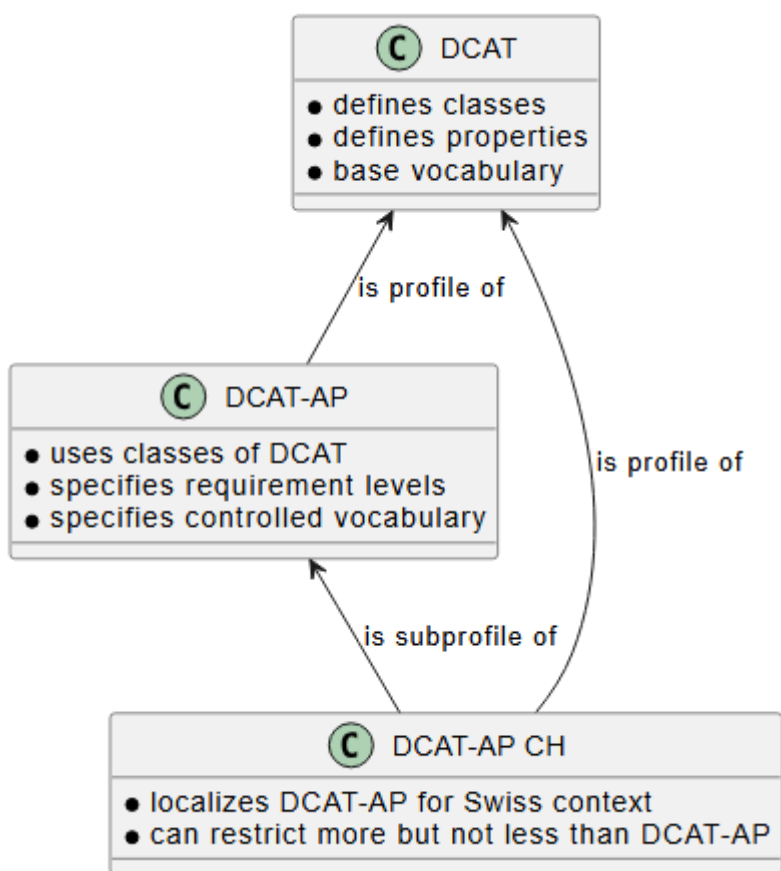 C DCAT
defines classes
defines properties
base vocabulary
is profile of
C DCAT-AP
uses classes of DCAT
specifies requirement levels
specifies controlled vocabulary
is profile of
is subprofile of
C DCAT-AP CH
localizes DCAT-AP for Swiss context
can restrict more but not less than DCAT-AP